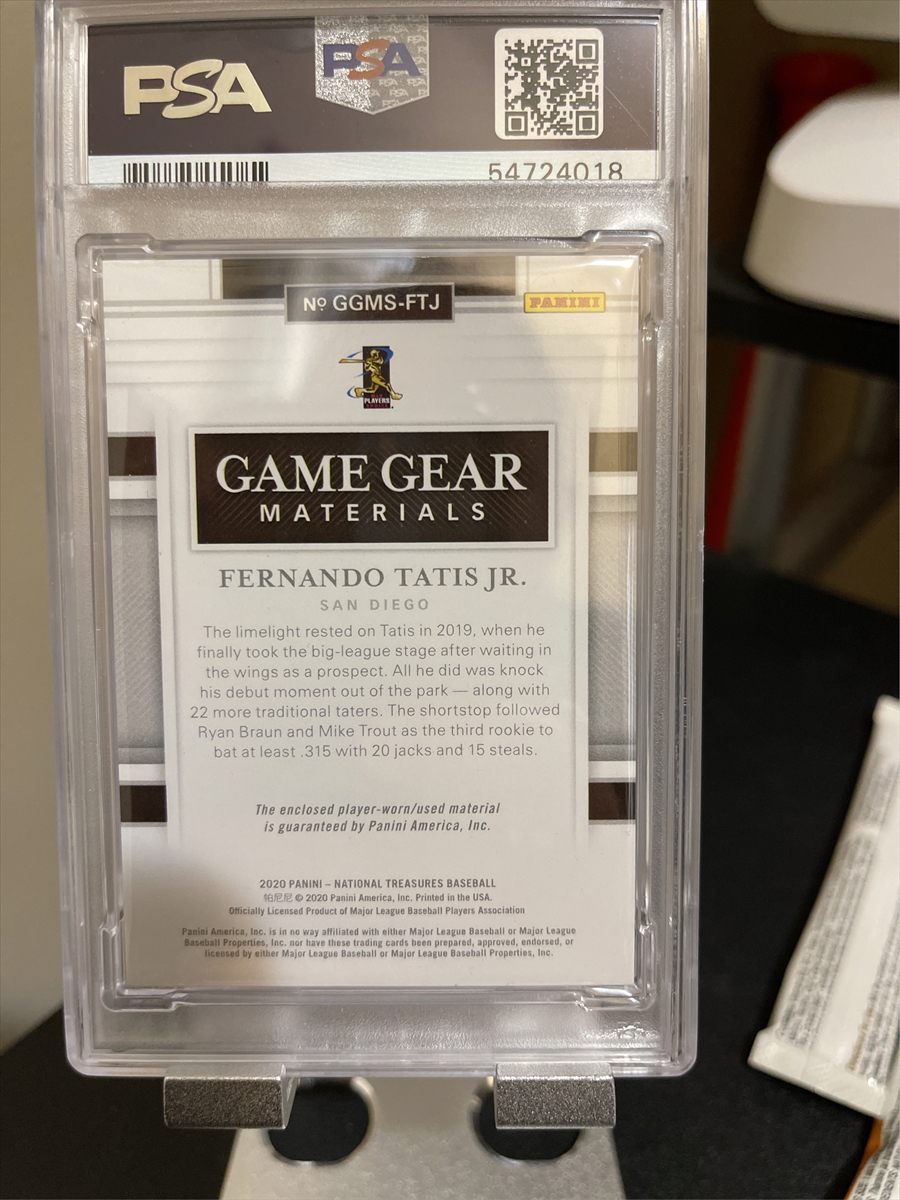 PSA
PSA
54724018
Nº GGMS-FTJ
PANINI
PLAYERS
GAME GEAR
MATERIALS
FERNANDO TATIS JR.
SAN DIEGO
The limelight rested on Tatis in 2019, when he
finally took the big-league stage after waiting in
the wings as a prospect. All he did was knock
his debut moment out of the park — along with
22 more traditional taters. The shortstop followed
Ryan Braun and Mike Trout as the third rookie to
bat at least .315 with 20 jacks and 15 steals.
The enclosed player-worn/used material
is guaranteed by Panini America, Inc.
2020 PANINI – NATIONAL TREASURES BASEBALL
帕尼尼 © 2020 Panini America, Inc. Printed in the USA.
Officially Licensed Product of Major League Baseball Players Association
Panini America, Inc. is in no way affiliated with either Major League Baseball or Major League
Baseball Properties, Inc. nor have these trading cards been prepared, approved, endorsed, or
licensed by either Major League Baseball or Major League Baseball Properties, Inc.